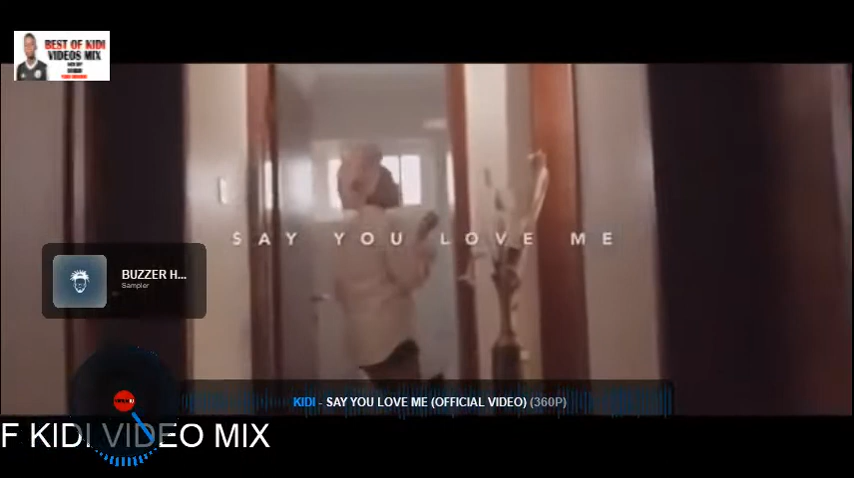 BEST OF KIDI
VIDEOS MIX
SAY YOU LOVE ME
BUZZER H...
Sampler
KIDI - SAY YOU LOVE ME (OFFICIAL VIDEO) (360P)
F KIDI VIDEO MIX